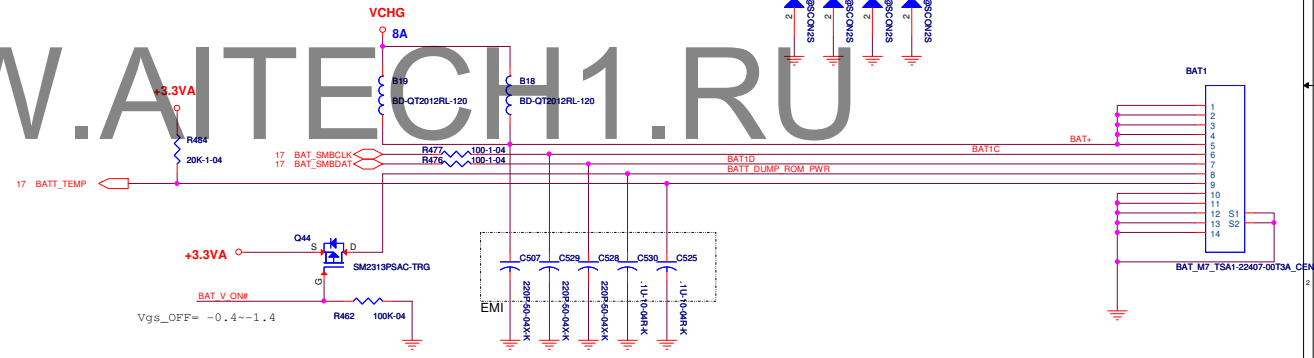 @SCON2S
@SCON2S
@SCON2S
@SCON2S
2
2
2
2
VCHG
8A
W.AITECH1.RU
B19
BD-QT2012RL-120
B18
BD-QT2012RL-120
BAT1
+3.3VA
R484
20K-1-04
17 BAT_SMBCLK
17 BAT_SMBDAT
R477
100-1-04
R476
100-1-04
BAT+
BAT1C
BAT1D
BATT DUMP ROM PWR
17 BATT_TEMP
1
2
3
4
5
6
7
8
9
10
11
12
13
14
S1
S2
BAT_M7_TSA1-22407-00T3A_CEN
2
Q44
S
D
G
+3.3VA
SM2313PSAC-TRG
BAT_V_ON#
R462
100K-04
Vgs_OFF= -0.4~-1.4
C507
C529
C528
C530
C525
220P-50-04X-K
220P-50-04X-K
220P-50-04X-K
.1U-10-04R-K
.1U-10-04R-K
EMI